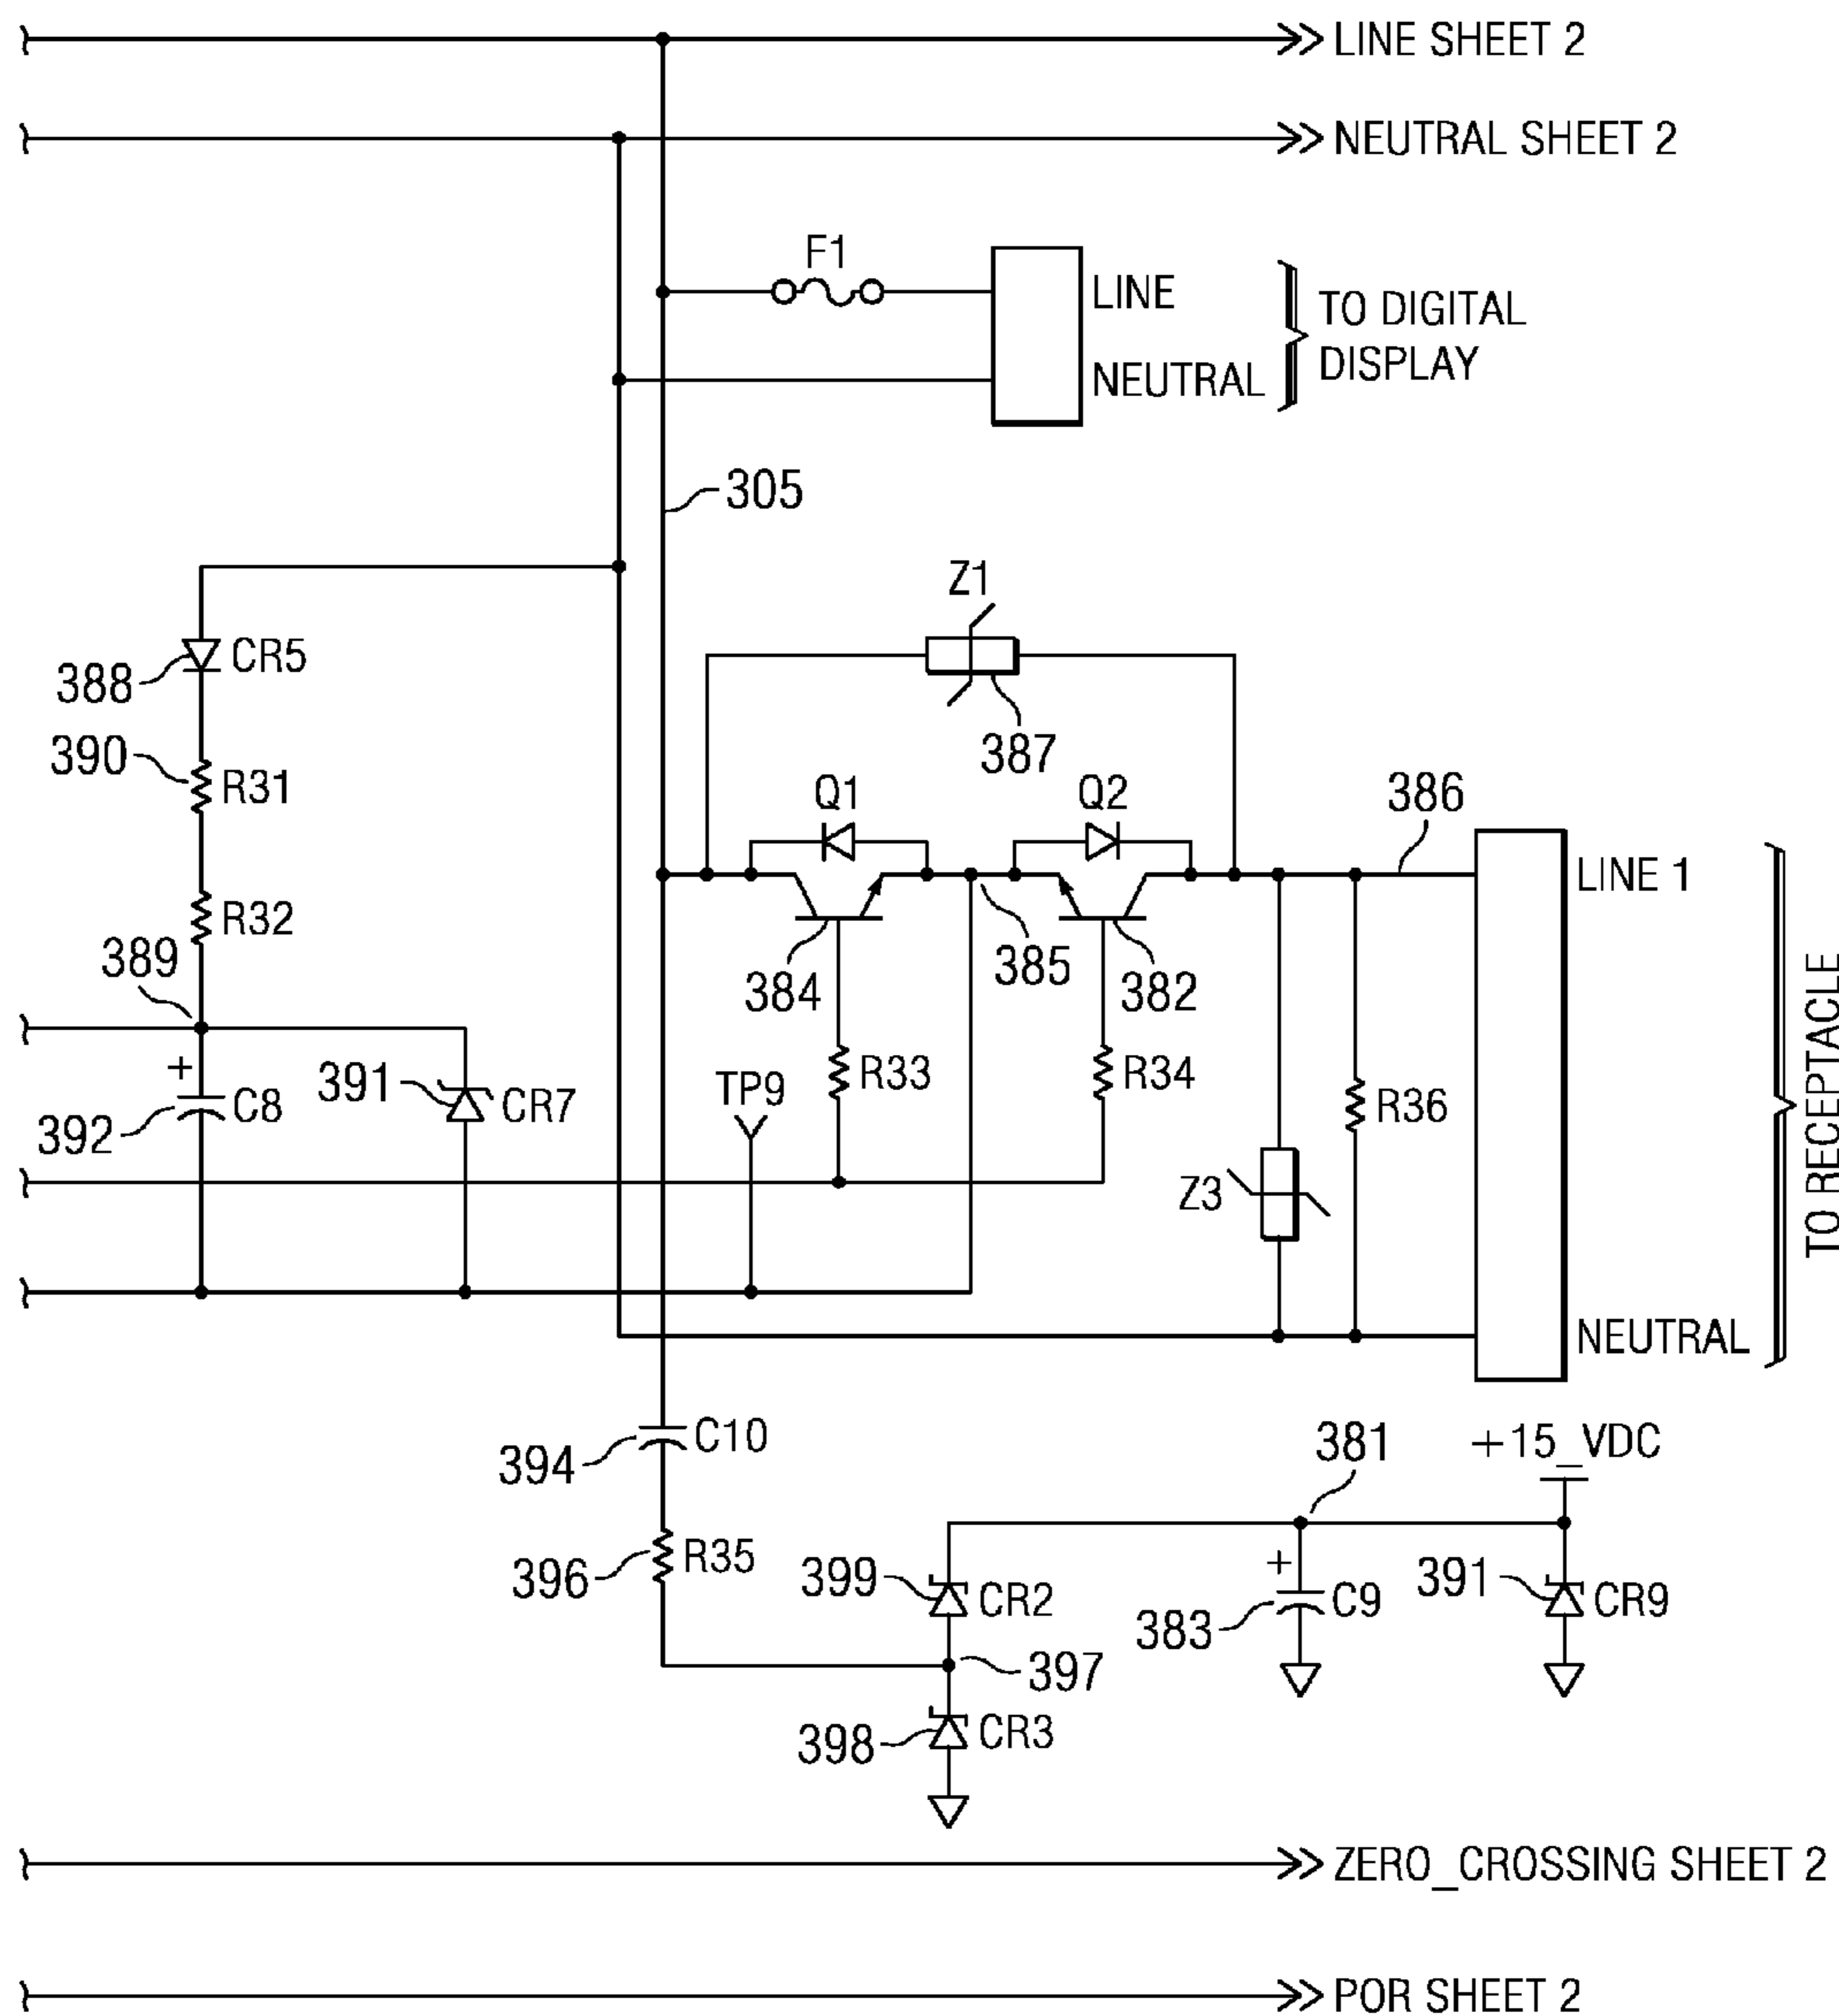 LINE SHEET 2
NEUTRAL SHEET 2
F1
LINE
NEUTRAL
TO DIGITAL
DISPLAY
305
Z1
387
388
CR5
390
R31
R32
389
Q1
Q2
386
LINE 1
384
385
382
R33
R34
R36
+
C8
392
391
CR7
TP9
Z3
TO RECEPTACLE
NEUTRAL
C10
394
381
+15_VDC
396
R35
399
CR2
+
C9
383
391
CR9
397
398
CR3
ZERO_CROSSING SHEET 2
POR SHEET 2